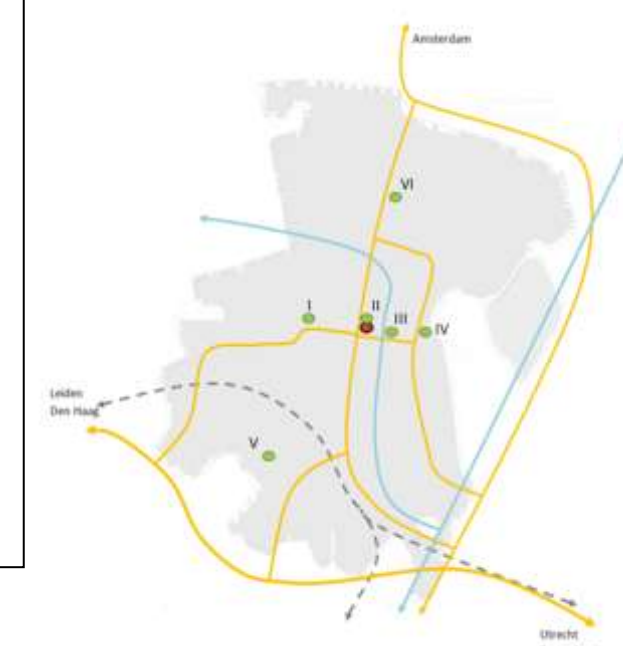 Amsterdam
VI
I
II
III
IV
Leiden
Den Haag
V
Utrecht